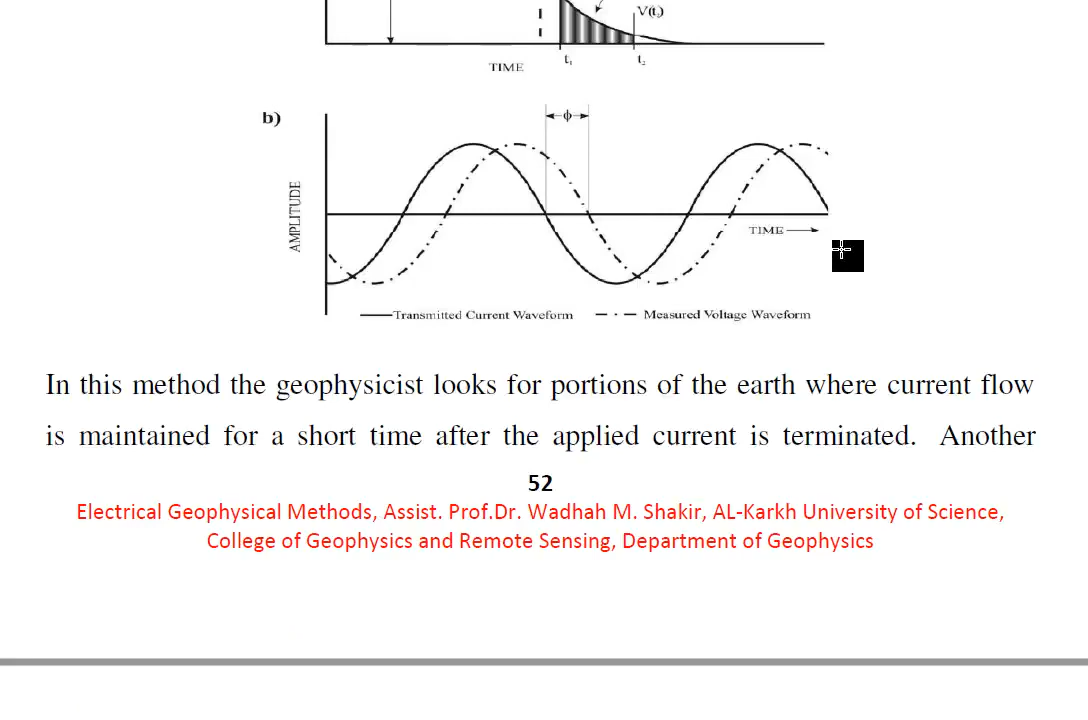 V(t₂)
t₁ t₂
TIME
b)
ϕ
AMPLITUDE
TIME
Transmitted Current Waveform Measured Voltage Waveform
In this method the geophysicist looks for portions of the earth where current flow
is maintained for a short time after the applied current is terminated. Another
52
Electrical Geophysical Methods, Assist. Prof.Dr. Wadhah M. Shakir, AL-Karkh University of Science,
College of Geophysics and Remote Sensing, Department of Geophysics